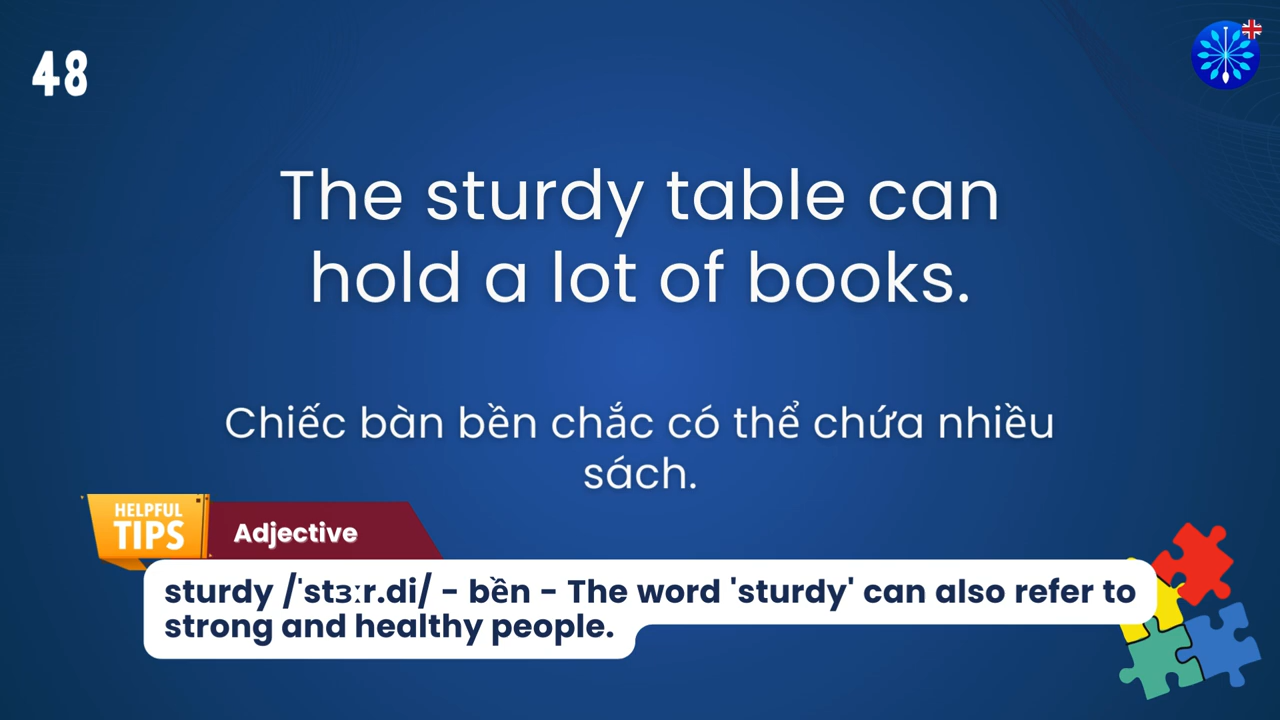 48
The sturdy table can
hold a lot of books.
Chiếc bàn bền chắc có thể chứa nhiều
sách.
HELPFUL
TIPS
Adjective
sturdy /ˈstɜːr.di/ - bền - The word 'sturdy' can also refer to
strong and healthy people.